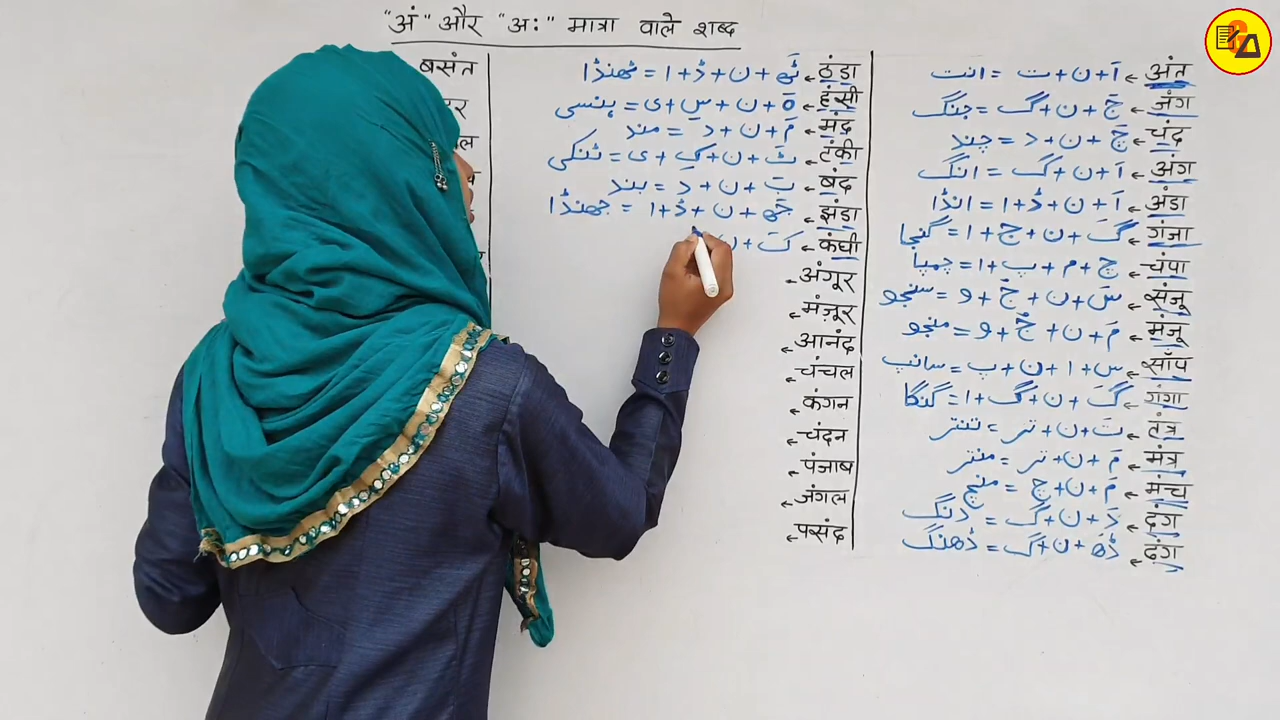 "अं" और "अः" मात्रा वाले शब्द
अंत ← اَ + ن + ت = انت
जंग ← جَ + ن + گ = جنگ
चंद्र ← چَ + ن + د = چند
अंग ← اَ + ن + گ = انگ
अंडा ← اَ + ن + ڈ + ا = انڈا
गंजा ← گَ + ن + ج + ا = گنجا
चंपा ← چ + م + پ + ا = چمپا
संजू ← سَ + ن + جُ + و = سنجو
मंजू ← مَ + ن + جُ + و = منجو
साँप ← س + ا + ن + پ = سانپ
गंगा ← گَ + ن + گ + ا = گنگا
तंत्र ← تَ + ن + تر = تنتر
मंत्र ← مَ + ن + تر = منتر
मंच ← مَ + ن + چ = منچ
दंग ← دَ + ن + گ = دنگ
ढंग ← ڈھَ + ن + گ = ڈھنگ
ठंडा ← ٹھَ + ن + ڈ + ا = ٹھنڈا
हंसी ← ہَ + ن + سِ + ی = ہنسی
मंद ← مَ + ن + د = مند
टंकी ← ٹ + ن + کِ + ی = ٹنکی
बंद ← بَ + ن + د = بند
झंडा ← جھَ + ن + ڈ + ا = جھنڈا
कंघी ← کَ + ن
अंगूर ←
मंज़ूर ←
आनंद ←
चंचल ←
कंगन ←
चंदन ←
पंजाब ←
जंगल ←
पसंद ←
बसंत